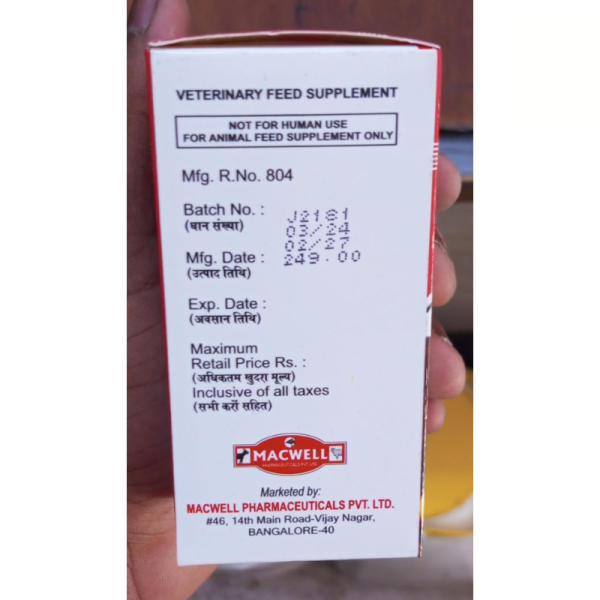 VETERINARY FEED SUPPLEMENT
NOT FOR HUMAN USE
FOR ANIMAL FEED SUPPLEMENT ONLY
Mfg. R.No. 804
Batch No. : J2181
(घान संख्या) 03/24
02/27
Mfg. Date : 249.00
(उत्पाद तिथि)
Exp. Date :
(अवसान तिथि)
Maximum
Retail Price Rs. :
(अधिकतम खुदरा मूल्य)
Inclusive of all taxes
(सभी करों सहित)
MACWELL
PHARMACEUTICALS PVT. LTD.
Marketed by:
MACWELL PHARMACEUTICALS PVT. LTD.
#46, 14th Main Road-Vijay Nagar,
BANGALORE-40